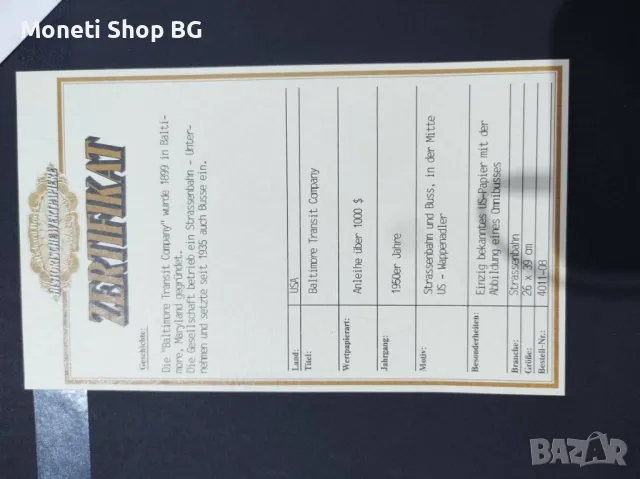 Moneti Shop BG
HISTORISCHE WERTPAPIERE
ZERTIFIKAT
Geschichte:
Die "Baltimore Transit Company" wurde 1899 in Balti-
more, Maryland gegründet.
Die Gesellschaft betrieb ein Strassenbahn - Unter-
nehmen und setzte seit 1935 auch Busse ein.
Land: USA
Titel: Baltimore Transit Company
Wertpapierart: Anleihe über 1000 $
Jahrgang: 1950er Jahre
Motiv: Strassenbahn und Buss, in der Mitte
US - Wappenadler
Besonderheiten: Einzig bekanntes US-Papier mit der
Abbildung eines Omnibusses
Branche: Strassenbahn
Größe: 26 x 39 cm
Bestell-Nr.: 4011-08
BAZAR